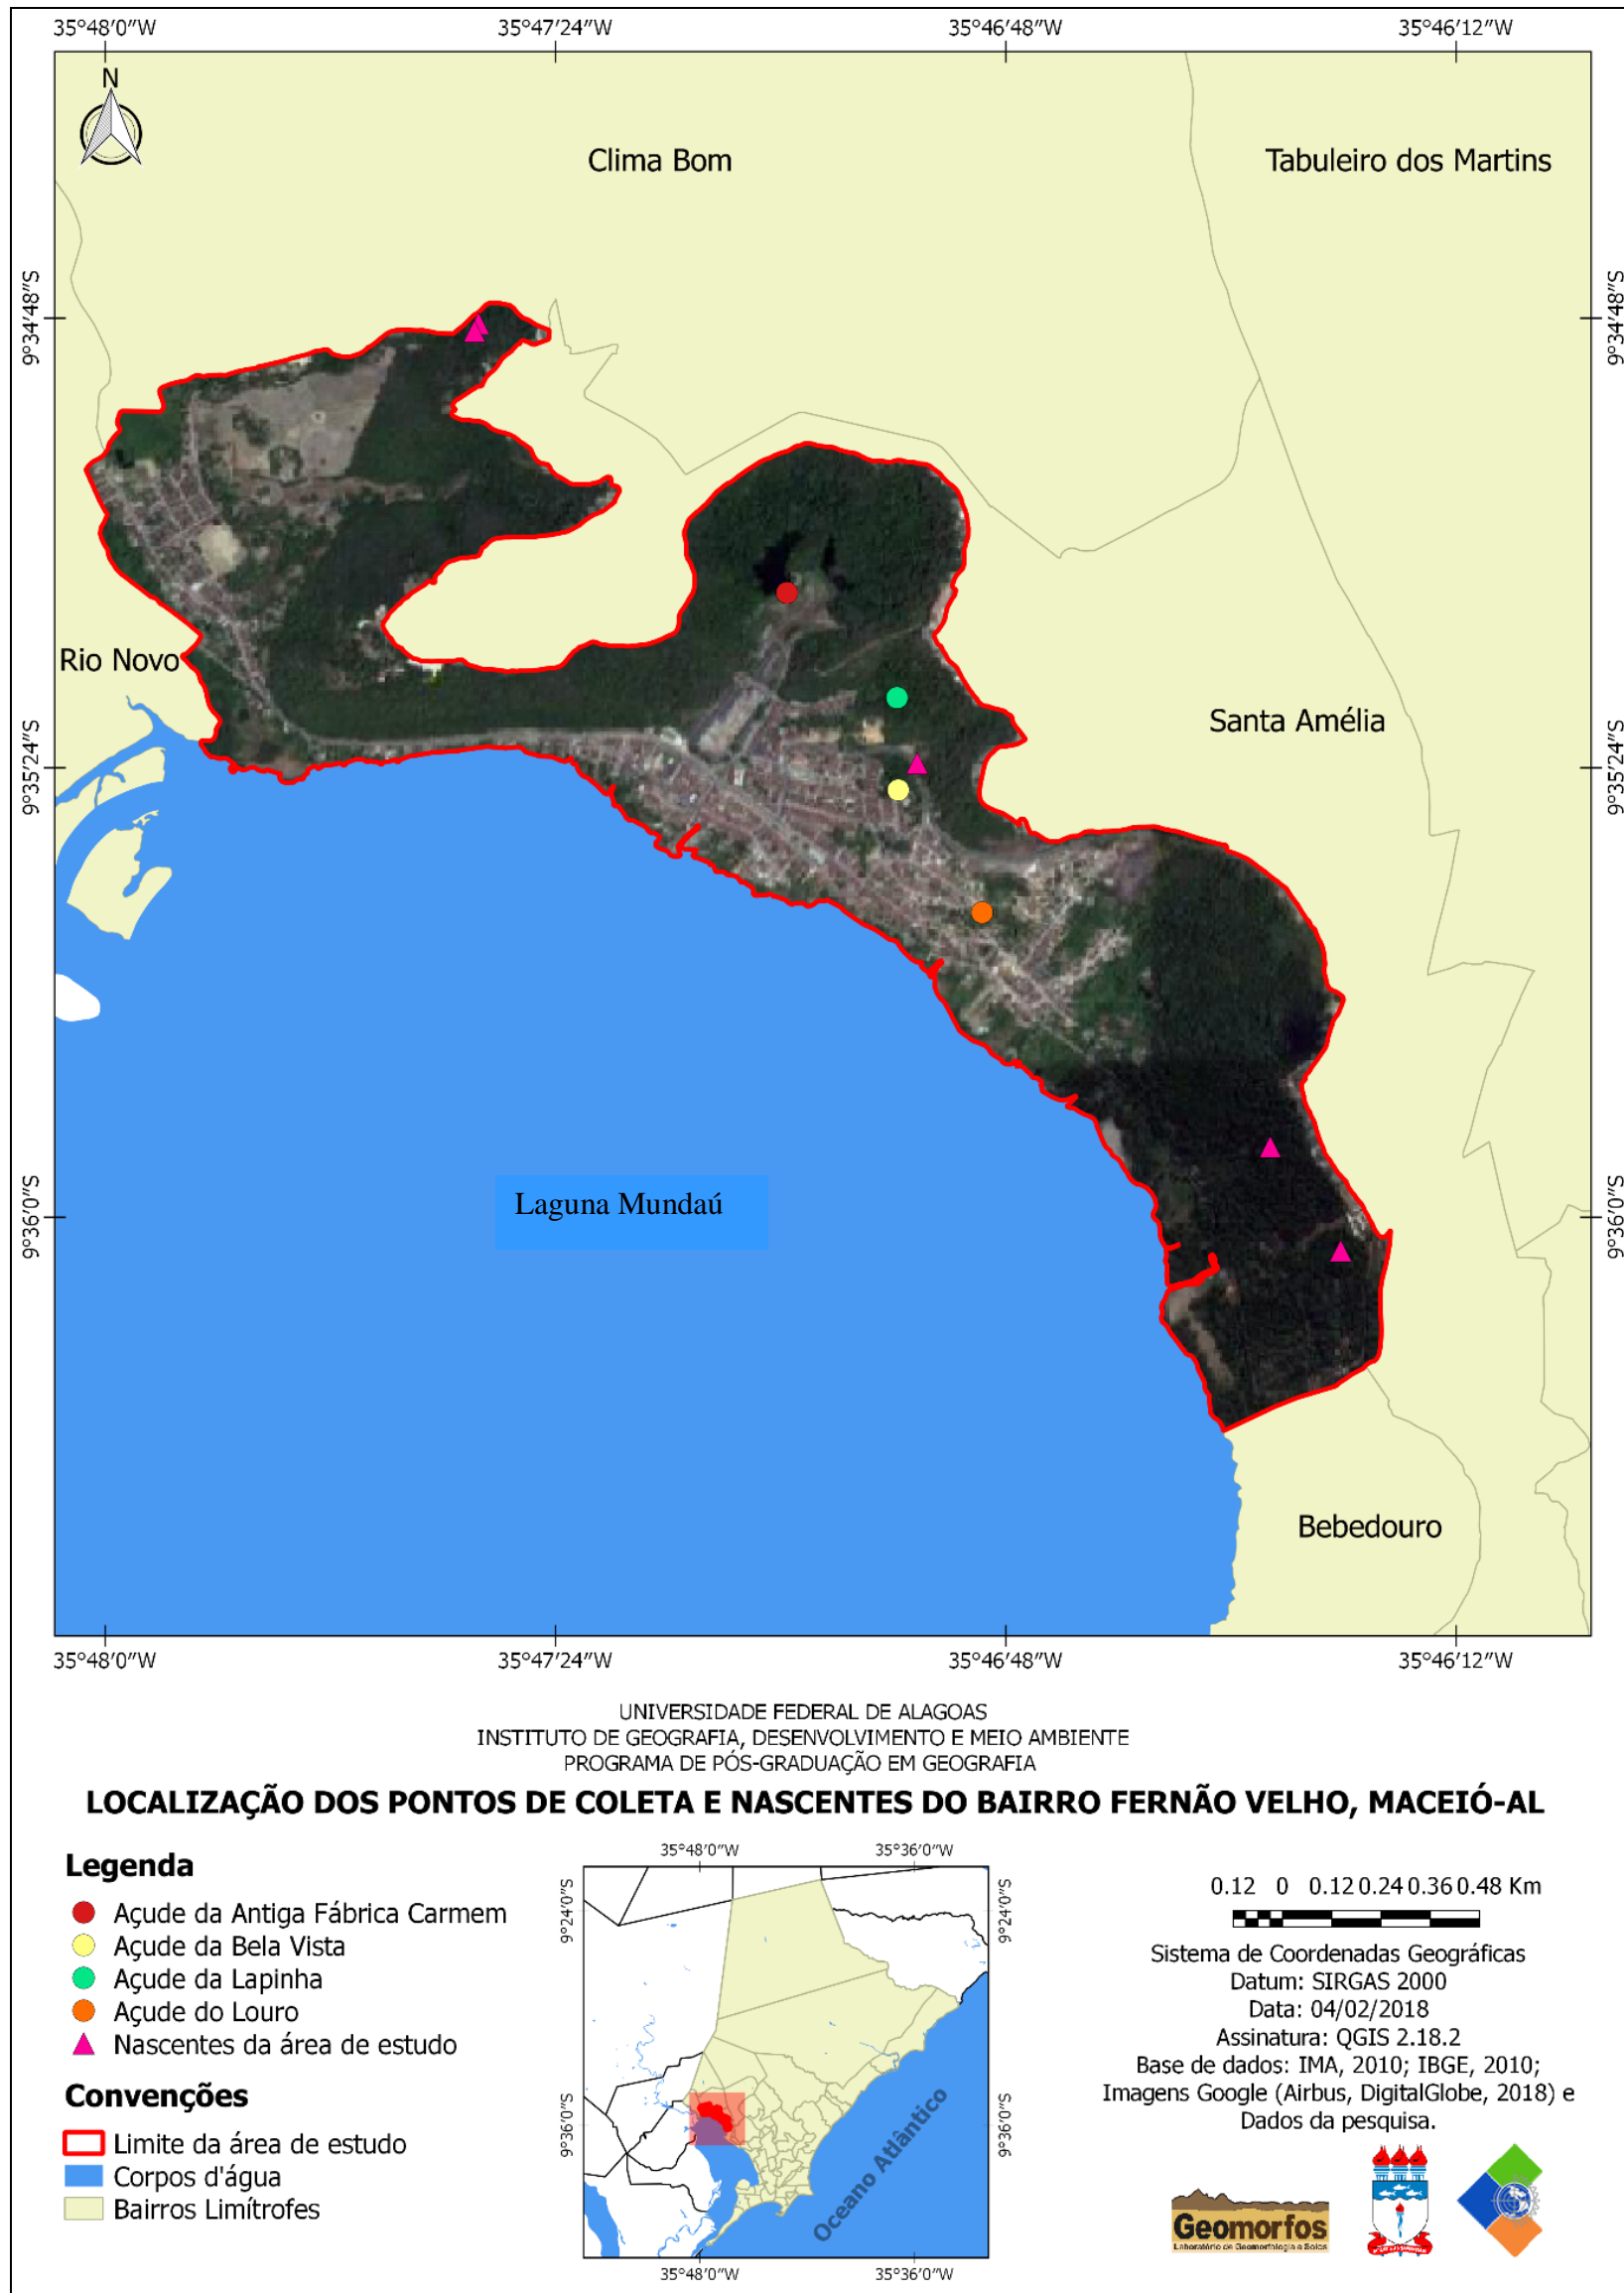 35°48'0"W 35°47'24"W 35°46'48"W 35°46'12"W
N
Clima Bom
Tabuleiro dos Martins
9°34'48"S 9°34'48"S
Rio Novo
Santa Amélia
9°35'24"S 9°35'24"S
Laguna Mundaú
9°36'0"S 9°36'0"S
Bebedouro
35°48'0"W 35°47'24"W 35°46'48"W 35°46'12"W
UNIVERSIDADE FEDERAL DE ALAGOAS
INSTITUTO DE GEOGRAFIA, DESENVOLVIMENTO E MEIO AMBIENTE
PROGRAMA DE PÓS-GRADUAÇÃO EM GEOGRAFIA
LOCALIZAÇÃO DOS PONTOS DE COLETA E NASCENTES DO BAIRRO FERNÃO VELHO, MACEIÓ-AL
Legenda
Açude da Antiga Fábrica Carmem
Açude da Bela Vista
Açude da Lapinha
Açude do Louro
Nascentes da área de estudo
Convenções
Limite da área de estudo
Corpos d'água
Bairros Limítrofes
35°48'0"W 35°36'0"W
9°24'0"S 9°24'0"S
9°36'0"S 9°36'0"S
Oceano Atlântico
35°48'0"W 35°36'0"W
0.12 0 0.12 0.24 0.36 0.48 Km
Sistema de Coordenadas Geográficas
Datum: SIRGAS 2000
Data: 04/02/2018
Assinatura: QGIS 2.18.2
Base de dados: IMA, 2010; IBGE, 2010;
Imagens Google (Airbus, DigitalGlobe, 2018) e
Dados da pesquisa.
Geomorfos
Laboratório de Geomorfologia e Solos